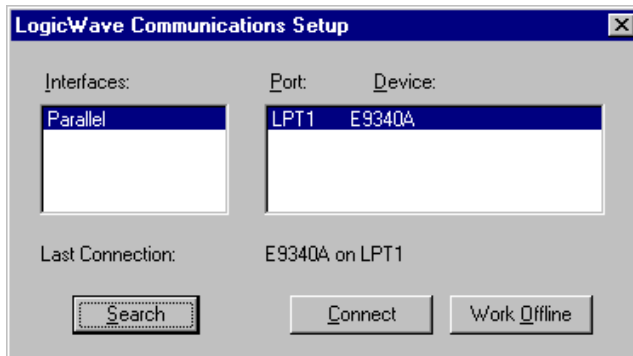 LogicWave Communications Setup
Interfaces: Port: Device:
Parallel LPT1 E9340A
Last Connection: E9340A on LPT1
Search Connect Work Offline